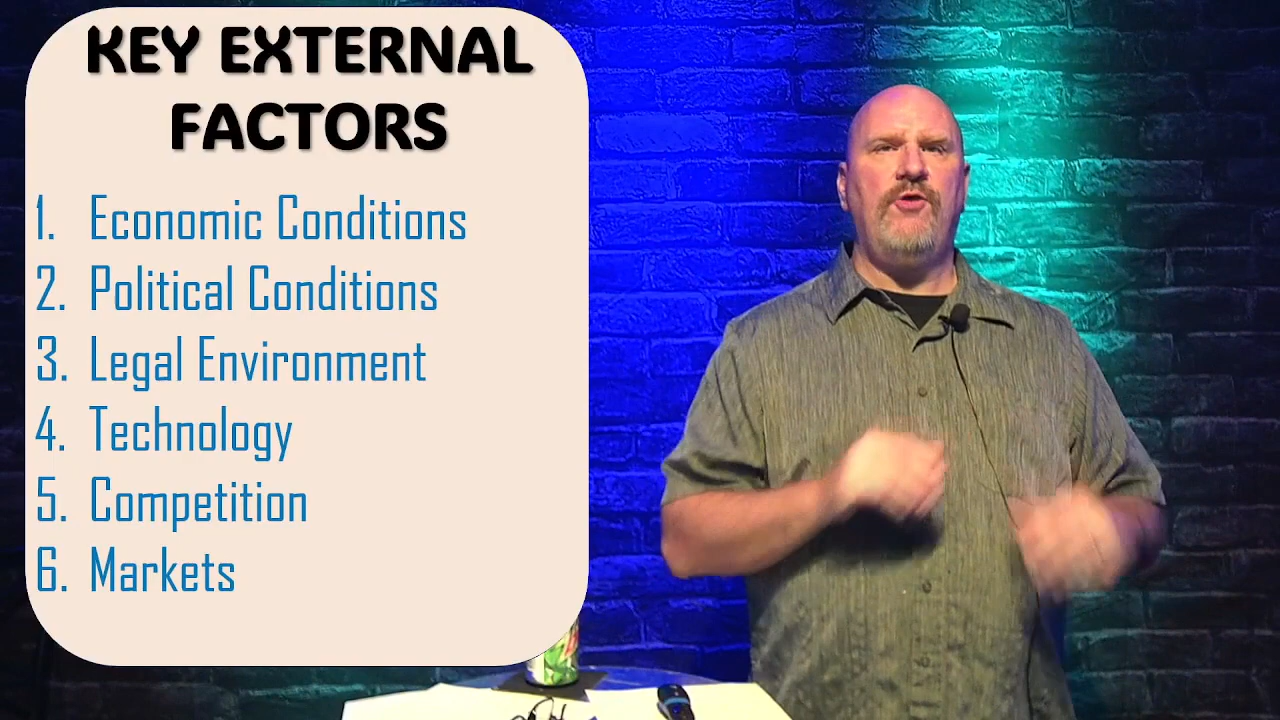 KEY EXTERNAL
FACTORS
1. Economic Conditions
2. Political Conditions
3. Legal Environment
4. Technology
5. Competition
6. Markets